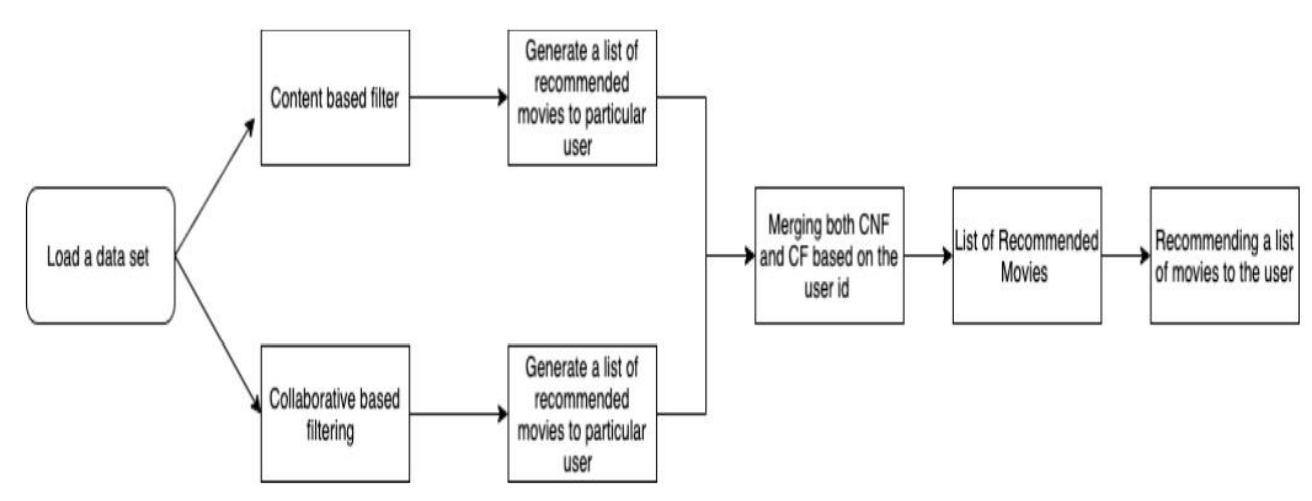 Load a data set
Content based filter
Generate a list of
recommended
movies to particular
user
Collaborative based
filtering
Generate a list of
recommended
movies to particular
user
Merging both CNF
and CF based on the
user id
List of Recommended
Movies
Recommending a list
of movies to the user